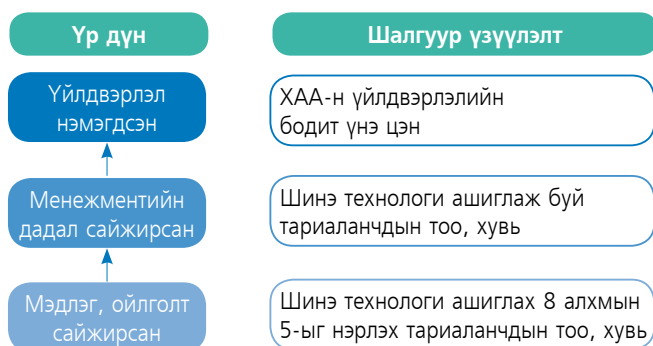 Үр дүн
Шалгуур үзүүлэлт
Үйлдвэрлэл
нэмэгдсэн
ХАА-н үйлдвэрлэлийн
бодит үнэ цэн
Менежментийн
дадал сайжирсан
Шинэ технологи ашиглаж буй
тариаланчдын тоо, хувь
Мэдлэг, ойлголт
сайжирсан
Шинэ технологи ашиглах 8 алхмын
5-ыг нэрлэх тариаланчдын тоо, хувь